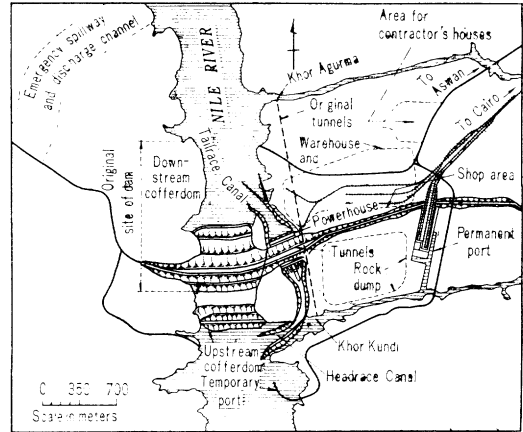 Emergency spillway
and discharge channel
NILE RIVER
Khor Agurma
Area for
contractor's houses
To
Aswan
To Cairo
Original
tunnels
Warehouse
and
Shop area
Original
site of dam
Down-
stream
cofferdom
Tailrace Canal
Powerhouse
Tunnels
Rock
dump
Permanent
port
Upstream
cofferdom
Temporary
port
Khor Kundi
Headrace Canal
0 350 700
Scale in meters